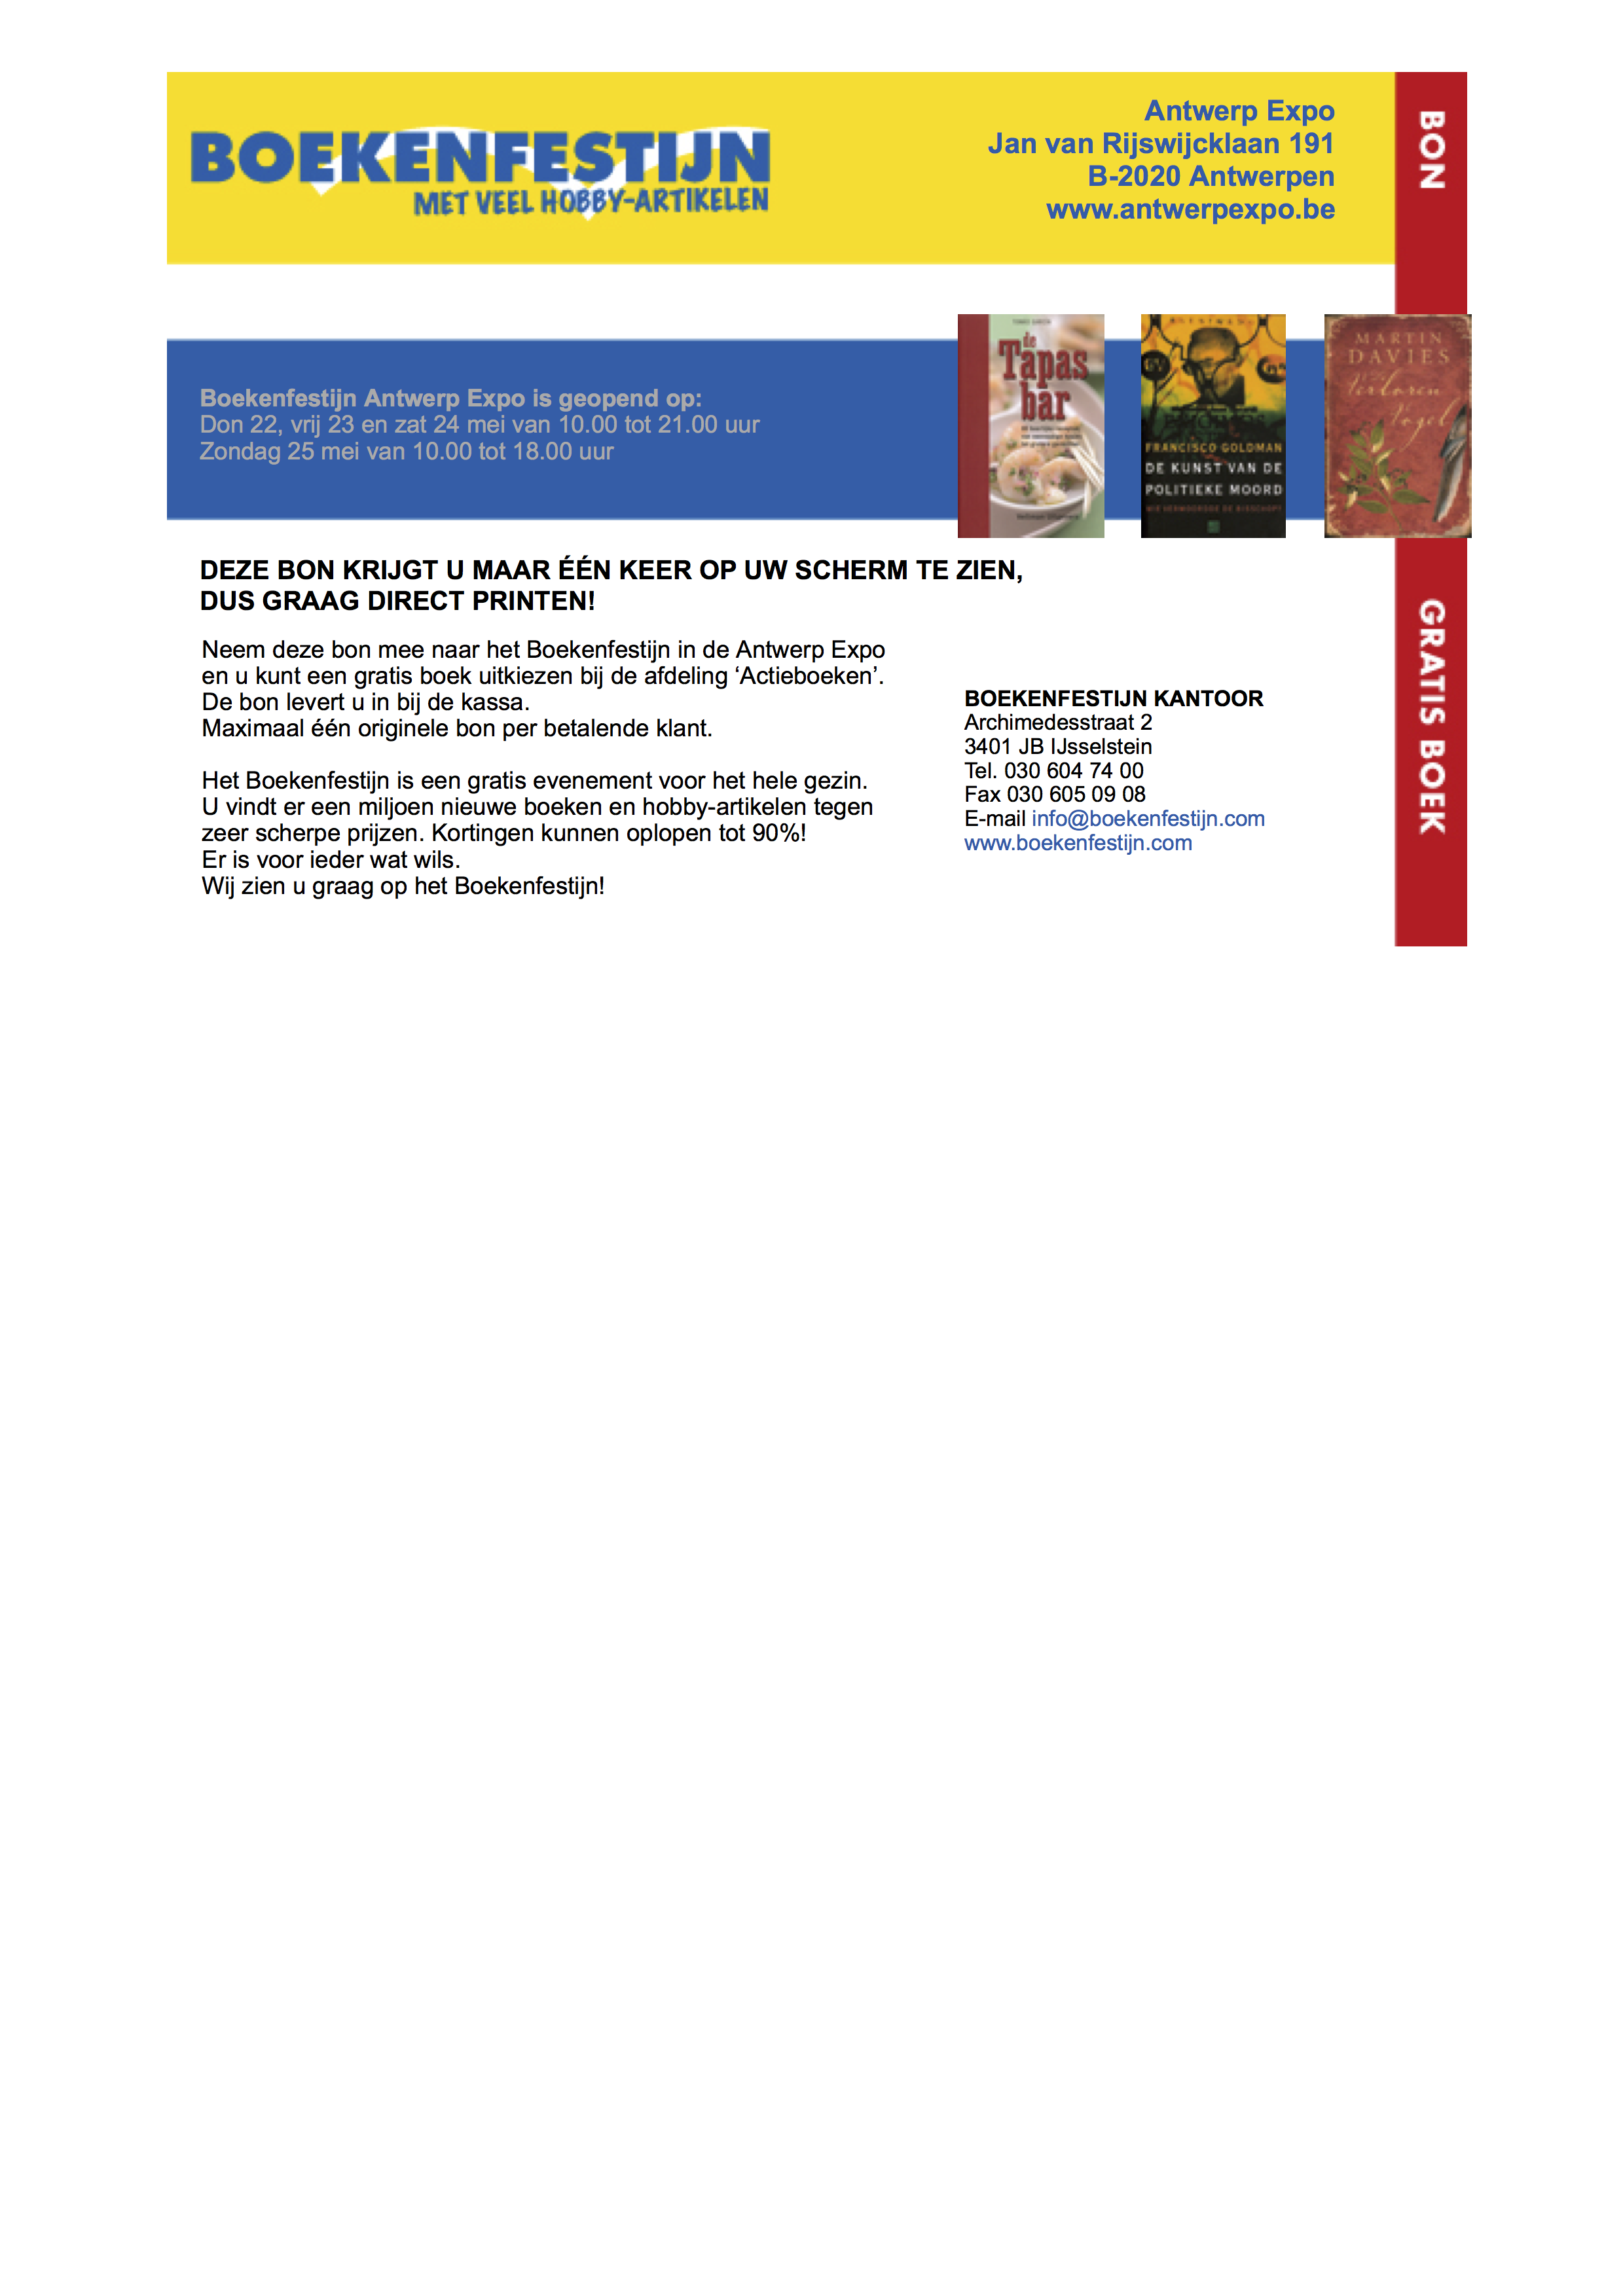 BOEKENFESTIJN
MET VEEL HOBBY-ARTIKELEN
Antwerp Expo
Jan van Rijswijcklaan 191
B-2020 Antwerpen
www.antwerpexpo.be
BON
Boekenfestijn Antwerp Expo is geopend op:
Don 22, vrij 23 en zat 24 mei van 10.00 tot 21.00 uur
Zondag 25 mei van 10.00 tot 18.00 uur
de
Tapas
bar
FRANCISCO GOLDMAN
DE KUNST VAN DE
POLITIEKE MOORD
WIE VERMOORDDE DE BISSCHOP?
MARTIN
DAVIES
Verloren
Vogel
DEZE BON KRIJGT U MAAR ÉÉN KEER OP UW SCHERM TE ZIEN,
DUS GRAAG DIRECT PRINTEN!
Neem deze bon mee naar het Boekenfestijn in de Antwerp Expo
en u kunt een gratis boek uitkiezen bij de afdeling ‘Actieboeken’.
De bon levert u in bij de kassa.
Maximaal één originele bon per betalende klant.
Het Boekenfestijn is een gratis evenement voor het hele gezin.
U vindt er een miljoen nieuwe boeken en hobby-artikelen tegen
zeer scherpe prijzen. Kortingen kunnen oplopen tot 90%!
Er is voor ieder wat wils.
Wij zien u graag op het Boekenfestijn!
BOEKENFESTIJN KANTOOR
Archimedesstraat 2
3401 JB IJsselstein
Tel. 030 604 74 00
Fax 030 605 09 08
E-mail info@boekenfestijn.com
www.boekenfestijn.com
GRATIS BOEK